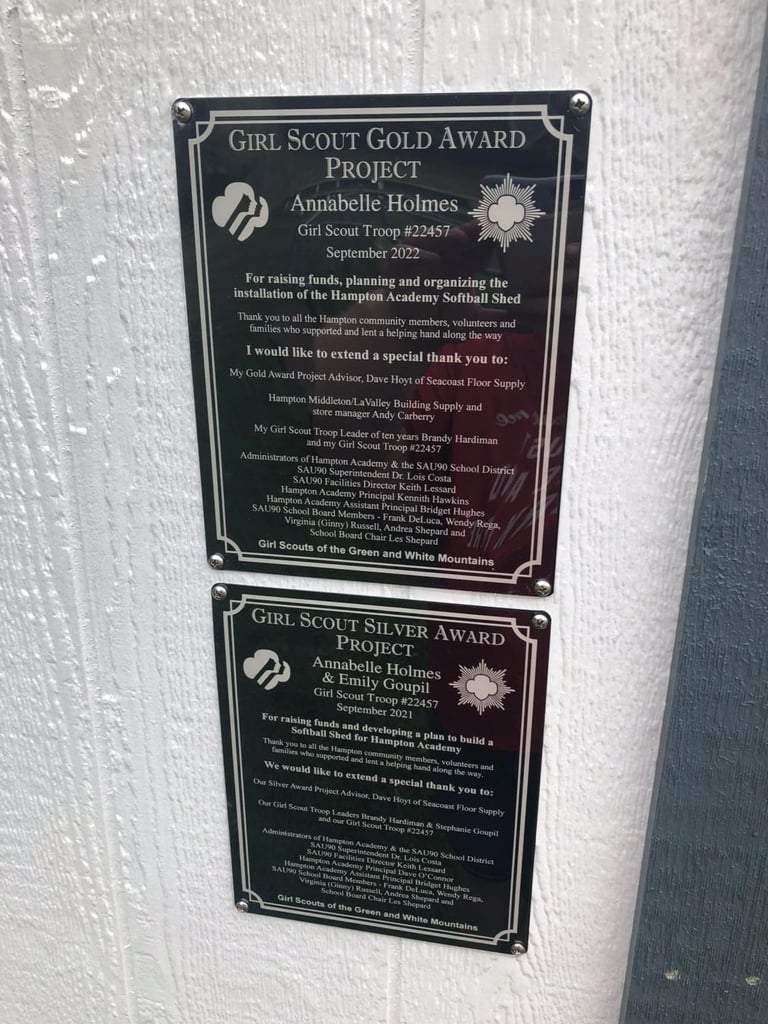 GIRL SCOUT GOLD AWARD
PROJECT
Annabelle Holmes
Girl Scout Troop #22457
September 2022
For raising funds, planning and organizing the
installation of the Hampton Academy Softball Shed
Thank you to all the Hampton community members, volunteers and
families who supported and lent a helping hand along the way
I would like to extend a special thank you to:
My Gold Award Project Advisor, Dave Hoyt of Seacoast Floor Supply
Hampton Middleton/LaValley Building Supply and
store manager Andy Carberry
My Girl Scout Troop Leader of ten years Brandy Hardiman
and my Girl Scout Troop #22457
Administrators of Hampton Academy & the SAU90 School District
SAU90 Superintendent Dr. Lois Costa
SAU90 Facilities Director Keith Lessard
Hampton Academy Principal Kennith Hawkins
Hampton Academy Assistant Principal Bridget Hughes
SAU90 School Board Members - Frank DeLuca, Wendy Rega,
Virginia (Ginny) Russell, Andrea Shepard and
School Board Chair Les Shepard
Girl Scouts of the Green and White Mountains
GIRL SCOUT SILVER AWARD
PROJECT
Annabelle Holmes
& Emily Goupil
Girl Scout Troop #22457
September 2021
For raising funds and developing a plan to build a
Softball Shed for Hampton Academy
Thank you to all the Hampton community members, volunteers and
families who supported and lent a helping hand along the way.
We would like to extend a special thank you to:
Our Silver Award Project Advisor, Dave Hoyt of Seacoast Floor Supply
Our Girl Scout Troop Leaders Brandy Hardiman & Stephanie Goupil
and our Girl Scout Troop #22457
Administrators of Hampton Academy & the SAU90 School District
SAU90 Superintendent Dr. Lois Costa
SAU90 Facilities Director Keith Lessard
Hampton Academy Principal Dave O'Connor
Hampton Academy Assistant Principal Bridget Hughes
SAU90 School Board Members - Frank DeLuca, Wendy Rega,
Virginia (Ginny) Russell, Andrea Shepard and
School Board Chair Les Shepard
Girl Scouts of the Green and White Mountains